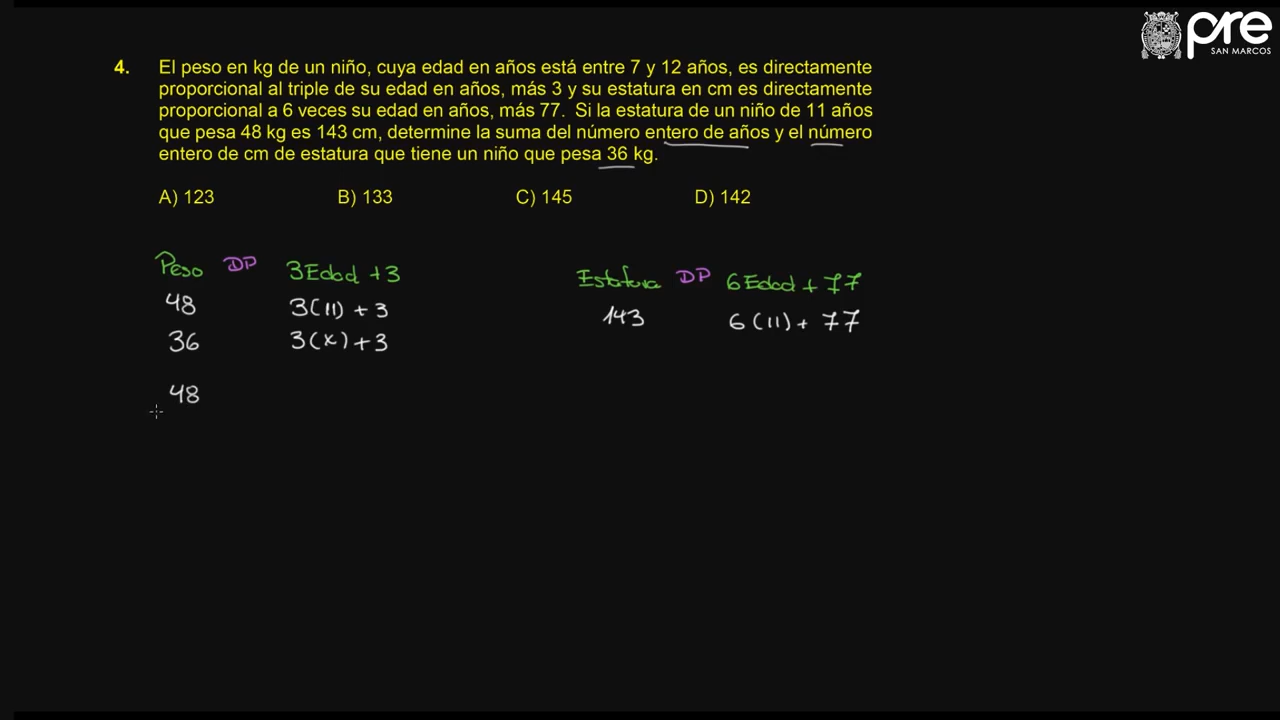 pre
SAN MARCOS
4. El peso en kg de un niño, cuya edad en años está entre 7 y 12 años, es directamente
proporcional al triple de su edad en años, más 3 y su estatura en cm es directamente
proporcional a 6 veces su edad en años, más 77. Si la estatura de un niño de 11 años
que pesa 48 kg es 143 cm, determine la suma del número entero de años y el número
entero de cm de estatura que tiene un niño que pesa 36 kg.
A) 123 B) 133 C) 145 D) 142
Peso DP 3Edad + 3 Estatura DP 6Edad + 77
48 3(11) + 3 143 6(11) + 77
36 3(x) + 3
48